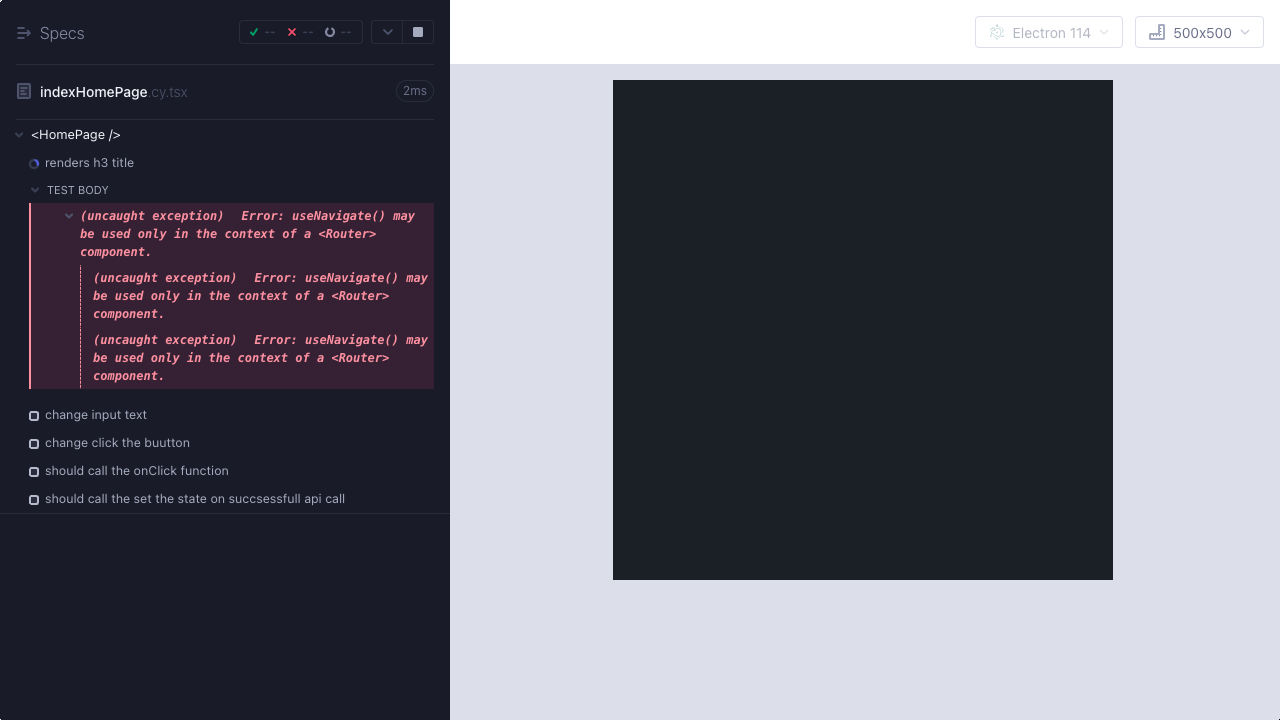 Specs
--
--
--
Electron 114
500x500
indexHomePage.cy.tsx
2ms
<HomePage />
renders h3 title
TEST BODY
(uncaught exception) Error: useNavigate() may
be used only in the context of a <Router>
component.
(uncaught exception) Error: useNavigate() may
be used only in the context of a <Router>
component.
(uncaught exception) Error: useNavigate() may
be used only in the context of a <Router>
component.
change input text
change click the buutton
should call the onClick function
should call the set the state on succsessfull api call